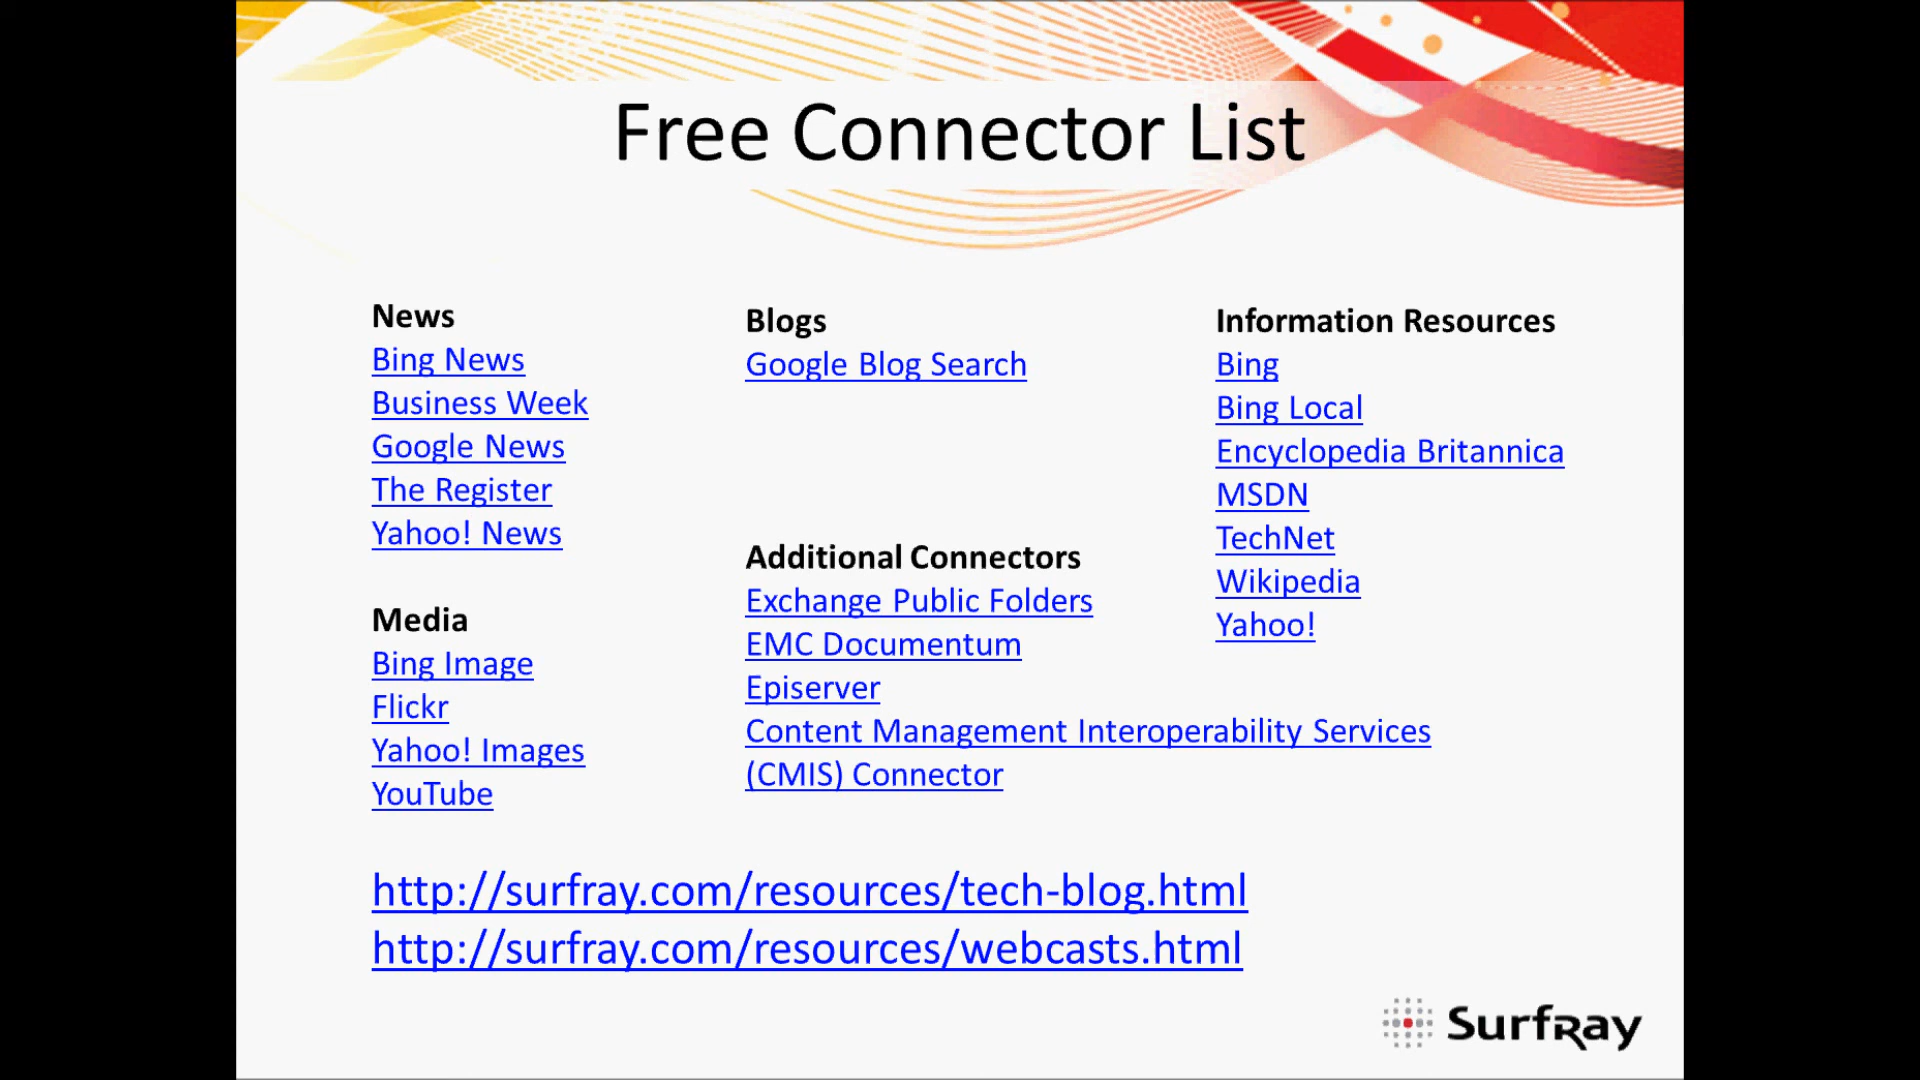 Free Connector List
News
Bing News
Business Week
Google News
The Register
Yahoo! News
Media
Bing Image
Flickr
Yahoo! Images
YouTube
Blogs
Google Blog Search
Additional Connectors
Exchange Public Folders
EMC Documentum
Episerver
Content Management Interoperability Services
(CMIS) Connector
Information Resources
Bing
Bing Local
Encyclopedia Britannica
MSDN
TechNet
Wikipedia
Yahoo!
http://surfray.com/resources/tech-blog.html
http://surfray.com/resources/webcasts.html
SurfRay